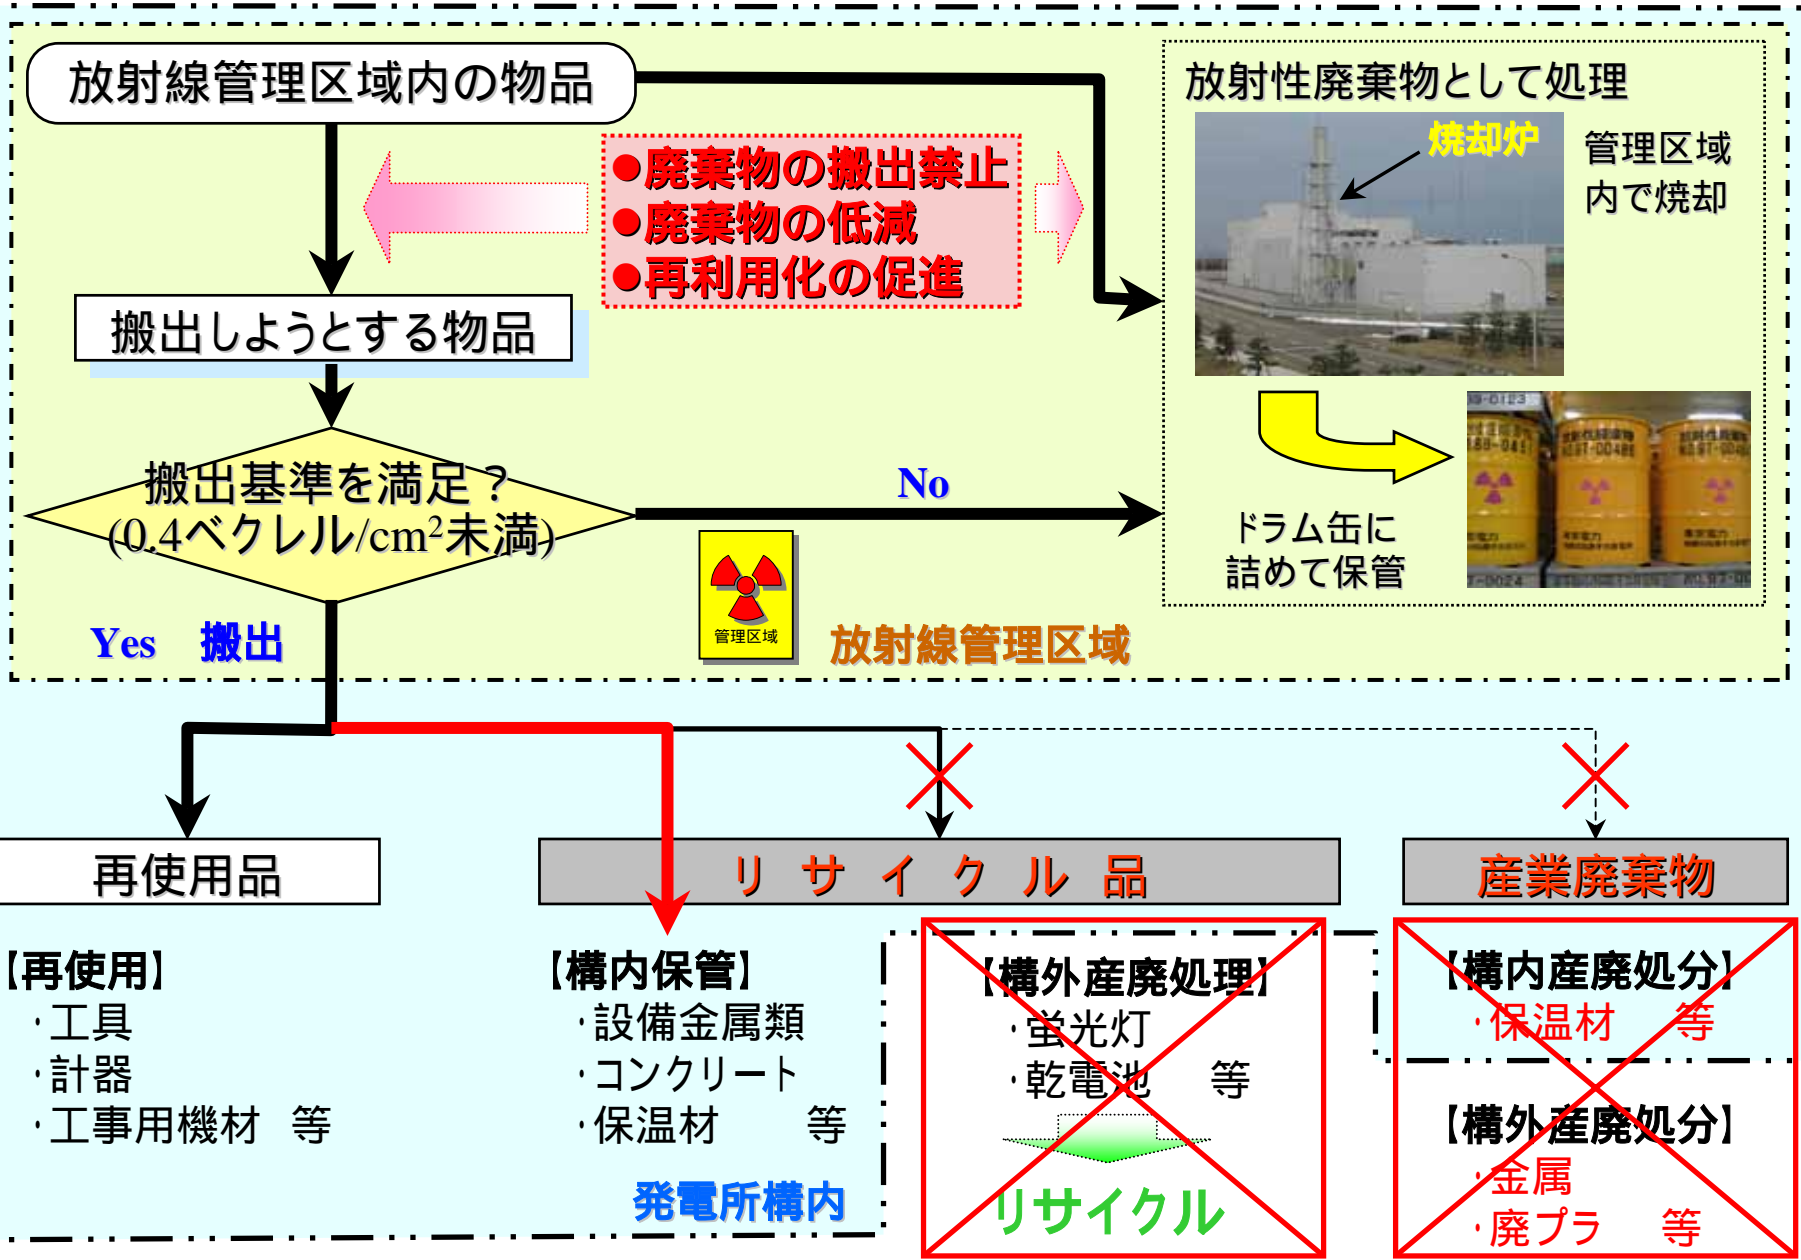 放射線管理区域内の物品
放射性廃棄物として処理
焼却炉
管理区域
内で焼却
●廃棄物の搬出禁止
●廃棄物の低減
●再利用化の促進
搬出しようとする物品
搬出基準を満足？
(0.4ベクレル/cm²未満)
No
ドラム缶に
詰めて保管
管理区域
放射線管理区域
Yes 搬出
再使用品
リサイクル品
産業廃棄物
【再使用】
・工具
・計器
・工事用機材 等
【構内保管】
・設備金属類
・コンクリート
・保温材 等
発電所構内
【構外産廃処理】
・蛍光灯
・乾電池 等
リサイクル
【構内産廃処分】
・保温材 等
【構外産廃処分】
・金属
・廃プラ 等